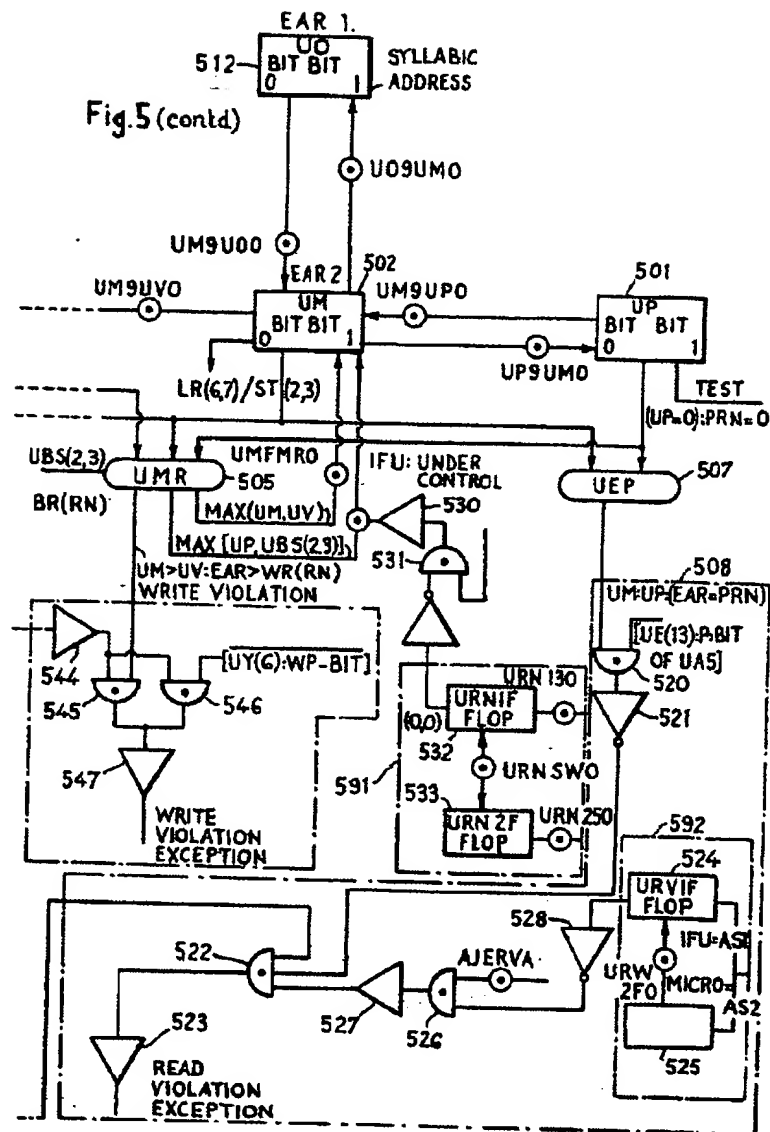 EAR 1.
UO
BIT BIT
0 1
512
SYLLABIC
ADDRESS
Fig.5 (contd)
UO9UMO
UM9UOO
EAR 2
502
UM9UVO
UM
BIT BIT
0 1
UM9UPO
501
UP
BIT BIT
0 1
UP9UMO
LR(6,7)/ST(2,3)
TEST
(UP=0):PRN=0
UBS(2,3)
UMR
505
UMFMRO
IFU: UNDER
CONTROL
530
507
UEP
BR(RN)
MAX(UM,UV)
531
MAX[UP,UBS(2,3)]
UM>UV:EAR>WR(RN)
WRITE VIOLATION
508
UM:UP:(EAR=PRN)
[UE(13):P-BIT
OF UAS]
520
544
[UY(6):WP-BIT]
545
546
URN 130
521
(0,0)
URN1F
FLOP
532
547
591
URN SWO
533
URN 2F
FLOP
URN 250
WRITE
VIOLATION
EXCEPTION
592
524
URV1F
FLOP
528
522
AJERVA
IFU=AS1
URW
2FO
MICRO=
AS2
527
526
523
525
READ
VIOLATION
EXCEPTION